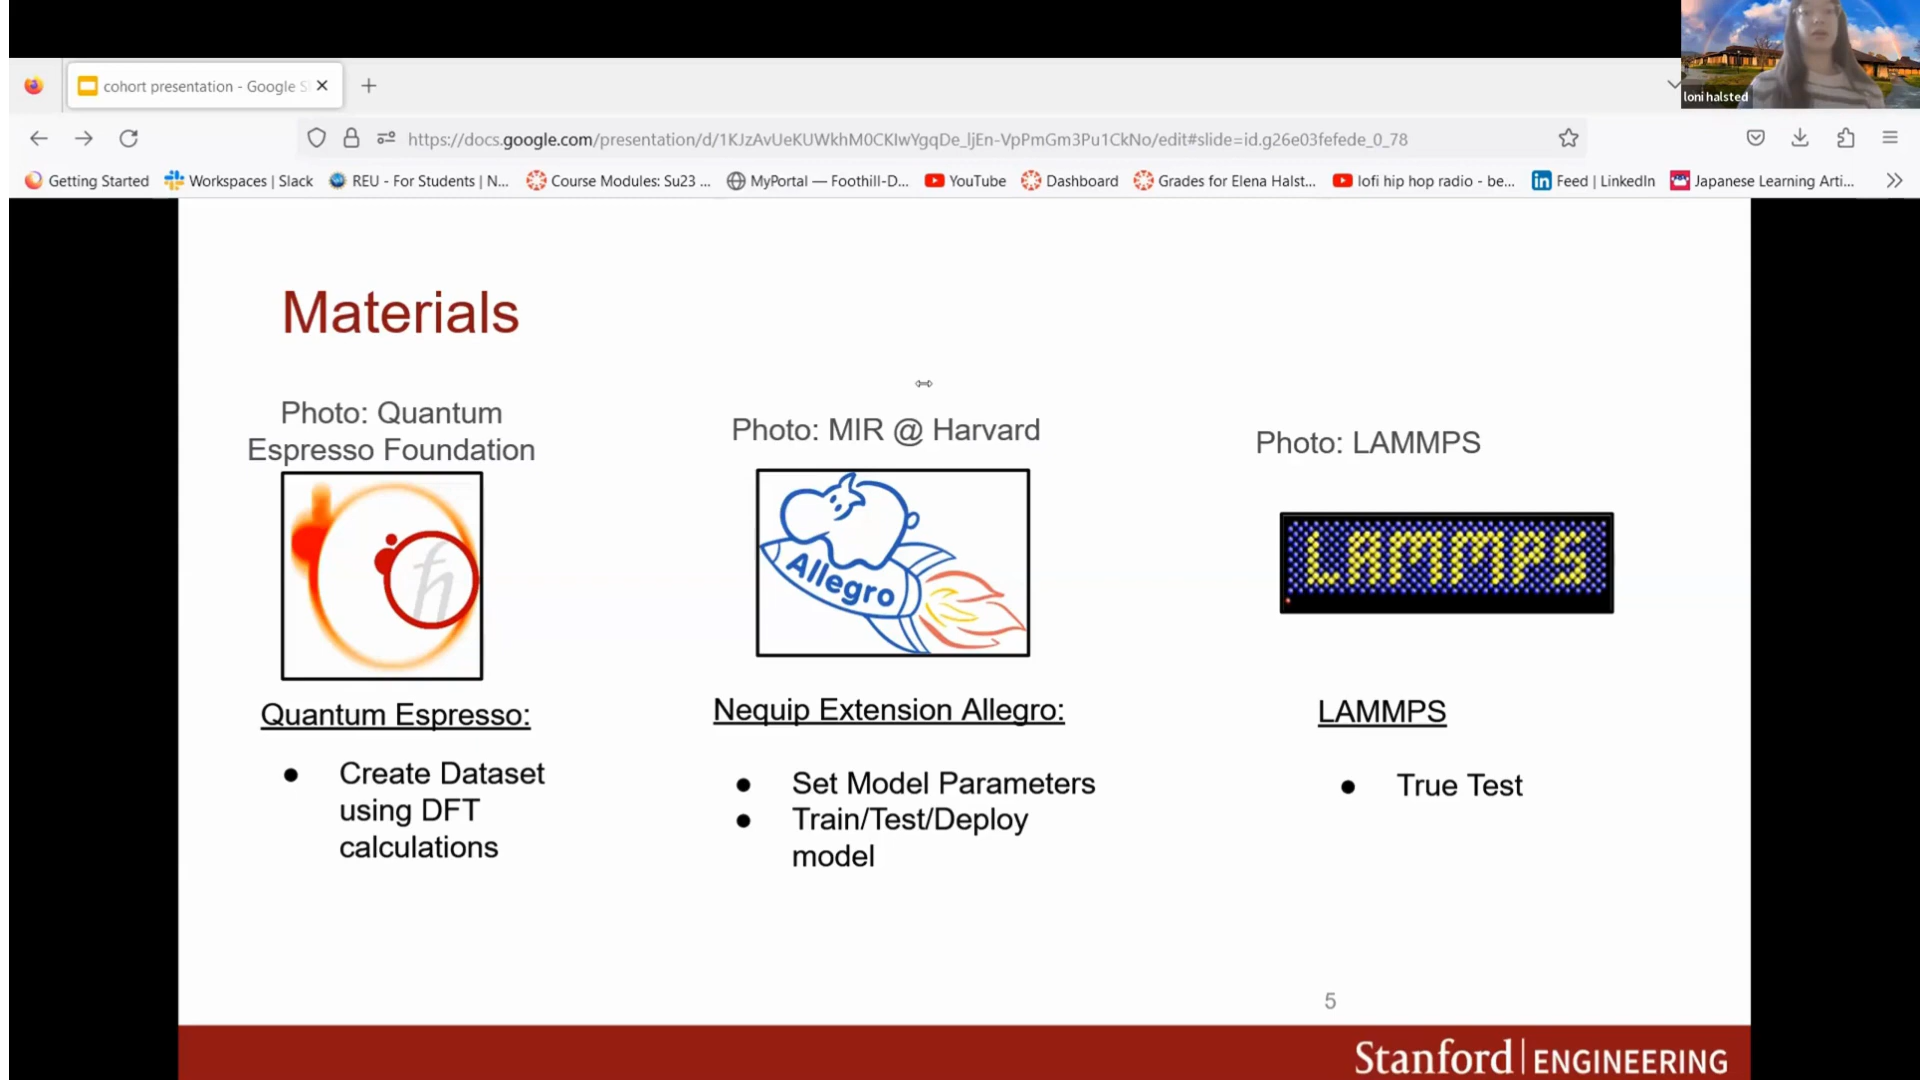 loni halsted
cohort presentation - Google S
https://docs.google.com/presentation/d/1KJzAvUeKUWkhM0CKIwYgqDe_ljEn-VpPmGm3Pu1CkNo/edit#slide=id.g26e03fefede_0_78
Getting Started Workspaces | Slack REU - For Students | N... Course Modules: Su23 ... MyPortal — Foothill-D... YouTube Dashboard Grades for Elena Halst... lofi hip hop radio - be... Feed | LinkedIn Japanese Learning Arti...
Materials
Photo: Quantum
Espresso Foundation
ħ
Quantum Espresso:
● Create Dataset
using DFT
calculations
Photo: MIR @ Harvard
Allegro
Nequip Extension Allegro:
● Set Model Parameters
● Train/Test/Deploy
model
Photo: LAMMPS
LAMMPS
LAMMPS
● True Test
5
Stanford | ENGINEERING